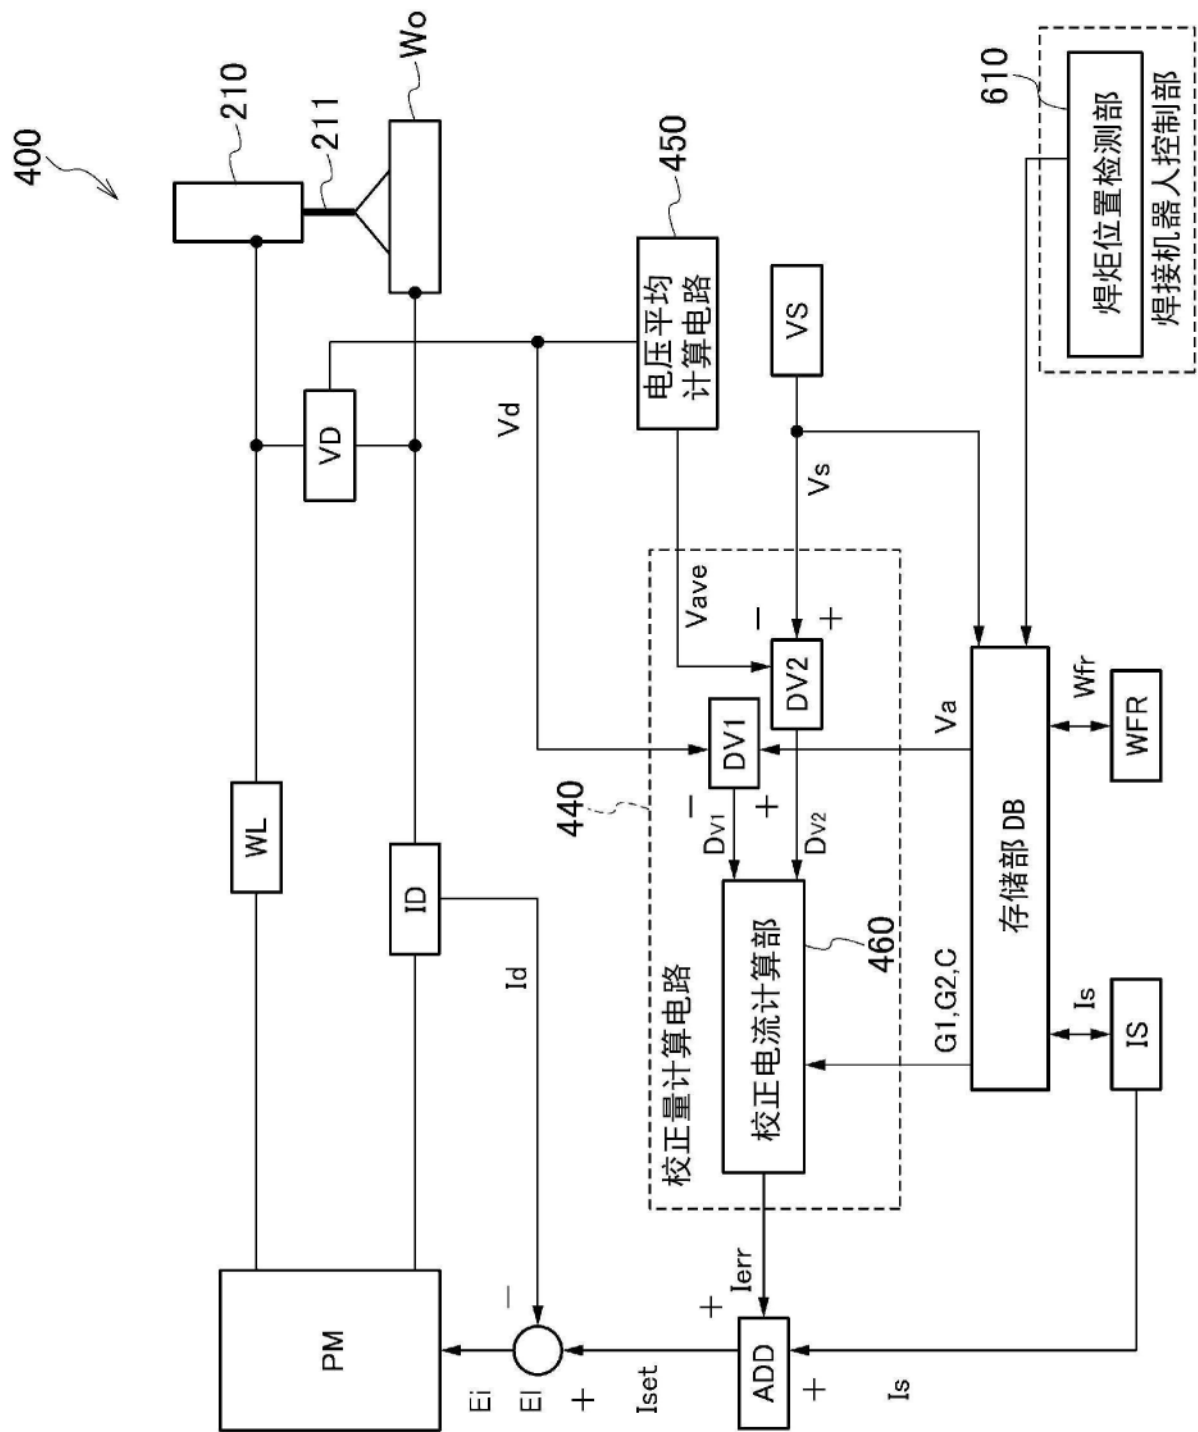 400
210
211
Wo
PM
WL
VD
ID
Ei
EI
−
+
Id
Vd
Iset
440
校正量计算电路
电压平均
计算电路
450
Vave
−
+
DV1
Dv1
−
+
DV2
Dv2
Vs
VS
校正电流计算部
460
Ierr
+
ADD
+
Is
G1,G2,C
Va
存储部 DB
Is
IS
Wfr
WFR
610
焊炬位置检测部
焊接机器人控制部